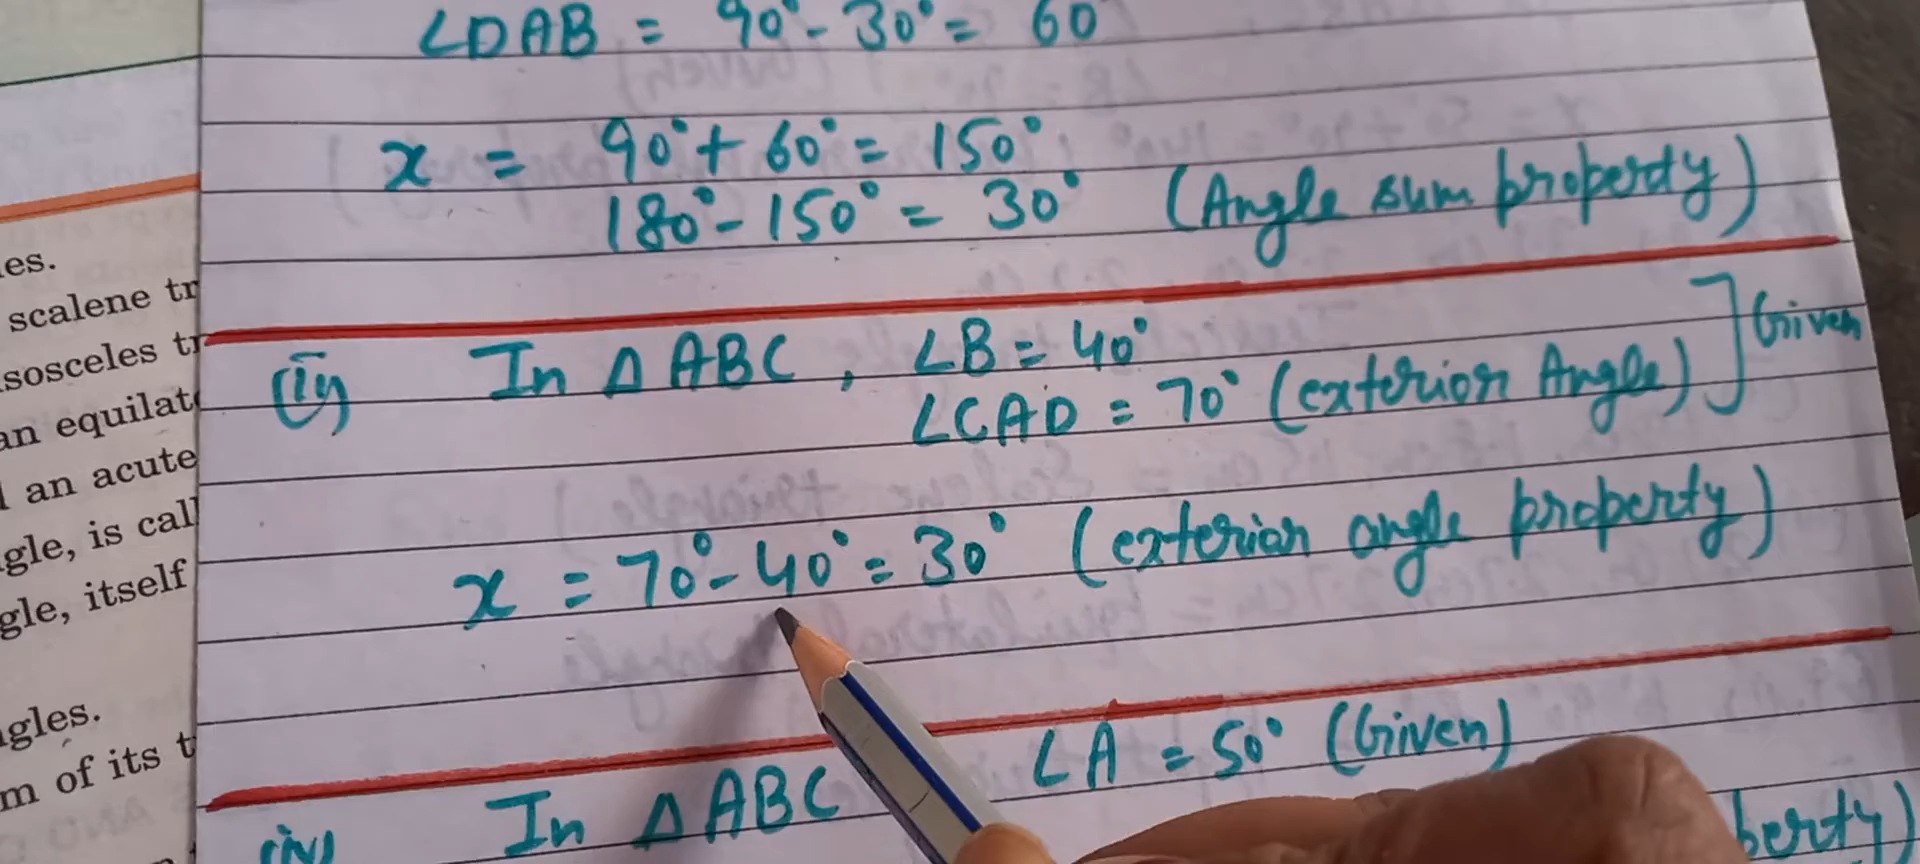 ∠DAB = 90° - 30° = 60
x = 90° + 60° = 150°
180° - 150° = 30° (Angle sum property)
In △ABC, ∠B = 40°
∠CAD = 70° (exterior Angle) ] Given
x = 70° - 40° = 30° (exterior angle property)
(iv) In △ABC ∠A = 50° (Given)
perty)
es.
scalene tr
sosceles tr
an equilat
an acute
gle, is call
gle, itself
gles.
m of its t